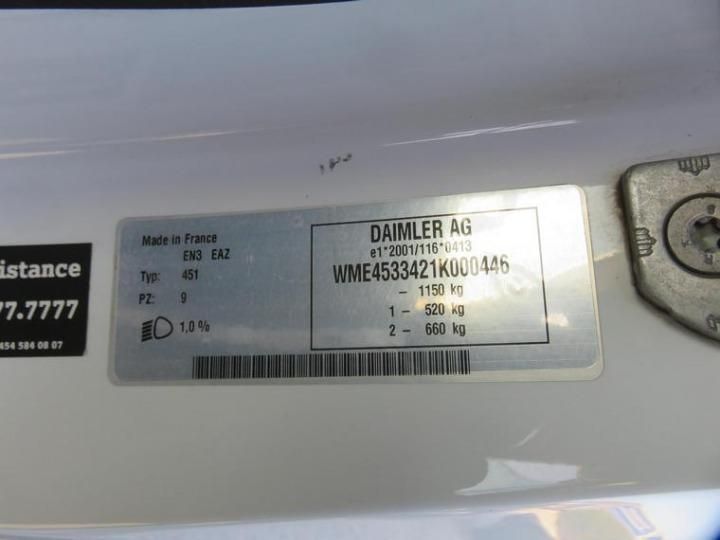 istance
77.7777
454 584 08 07
Made in France
EN3 EAZ
Typ: 451
PZ: 9
1,0 %
DAIMLER AG
e1*2001/116*0413
WME4533421K000446
– 1150 kg
1 – 520 kg
2 – 660 kg